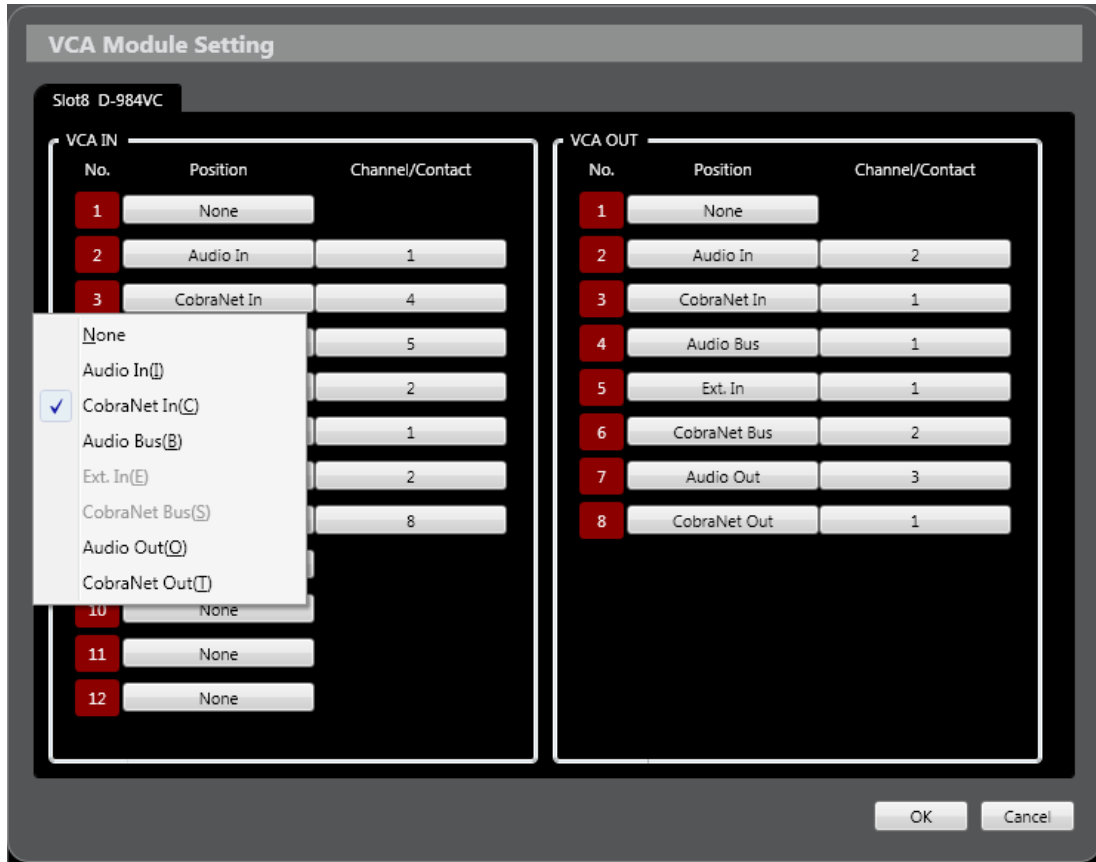 VCA Module Setting
Slot8 D-984VC
VCA IN
No. Position Channel/Contact
1 None
2 Audio In 1
3 CobraNet In 4
5
2
1
2
8
10 None
11 None
12 None
None
Audio In(I)
CobraNet In(C)
Audio Bus(B)
Ext. In(E)
CobraNet Bus(S)
Audio Out(O)
CobraNet Out(T)
VCA OUT
No. Position Channel/Contact
1 None
2 Audio In 2
3 CobraNet In 1
4 Audio Bus 1
5 Ext. In 1
6 CobraNet Bus 2
7 Audio Out 3
8 CobraNet Out 1
OK Cancel